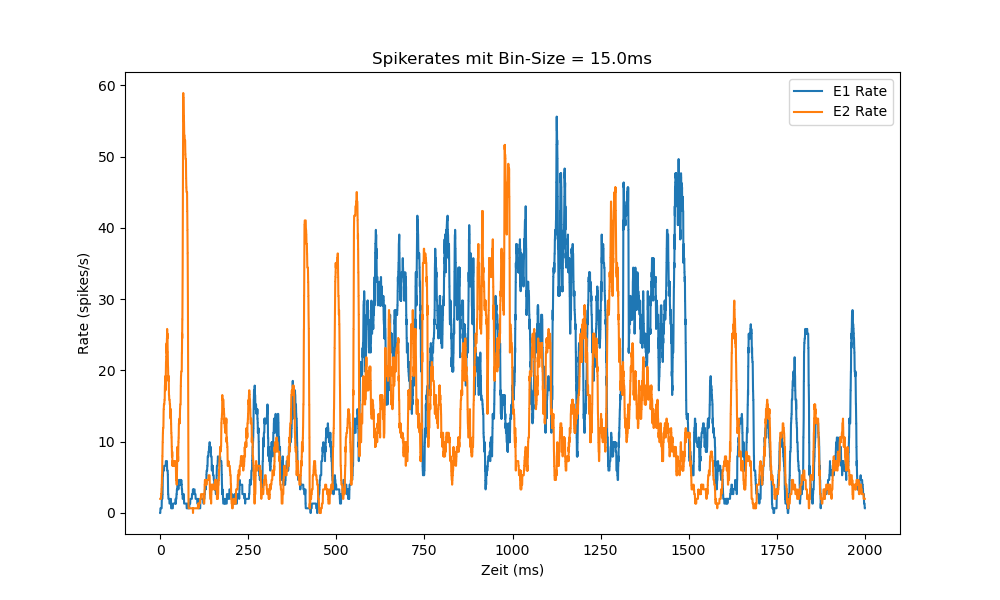 Spikerates mit Bin-Size = 15.0ms
E1 Rate
E2 Rate
60
50
40
30
20
10
0
Rate (spikes/s)
0 250 500 750 1000 1250 1500 1750 2000
Zeit (ms)